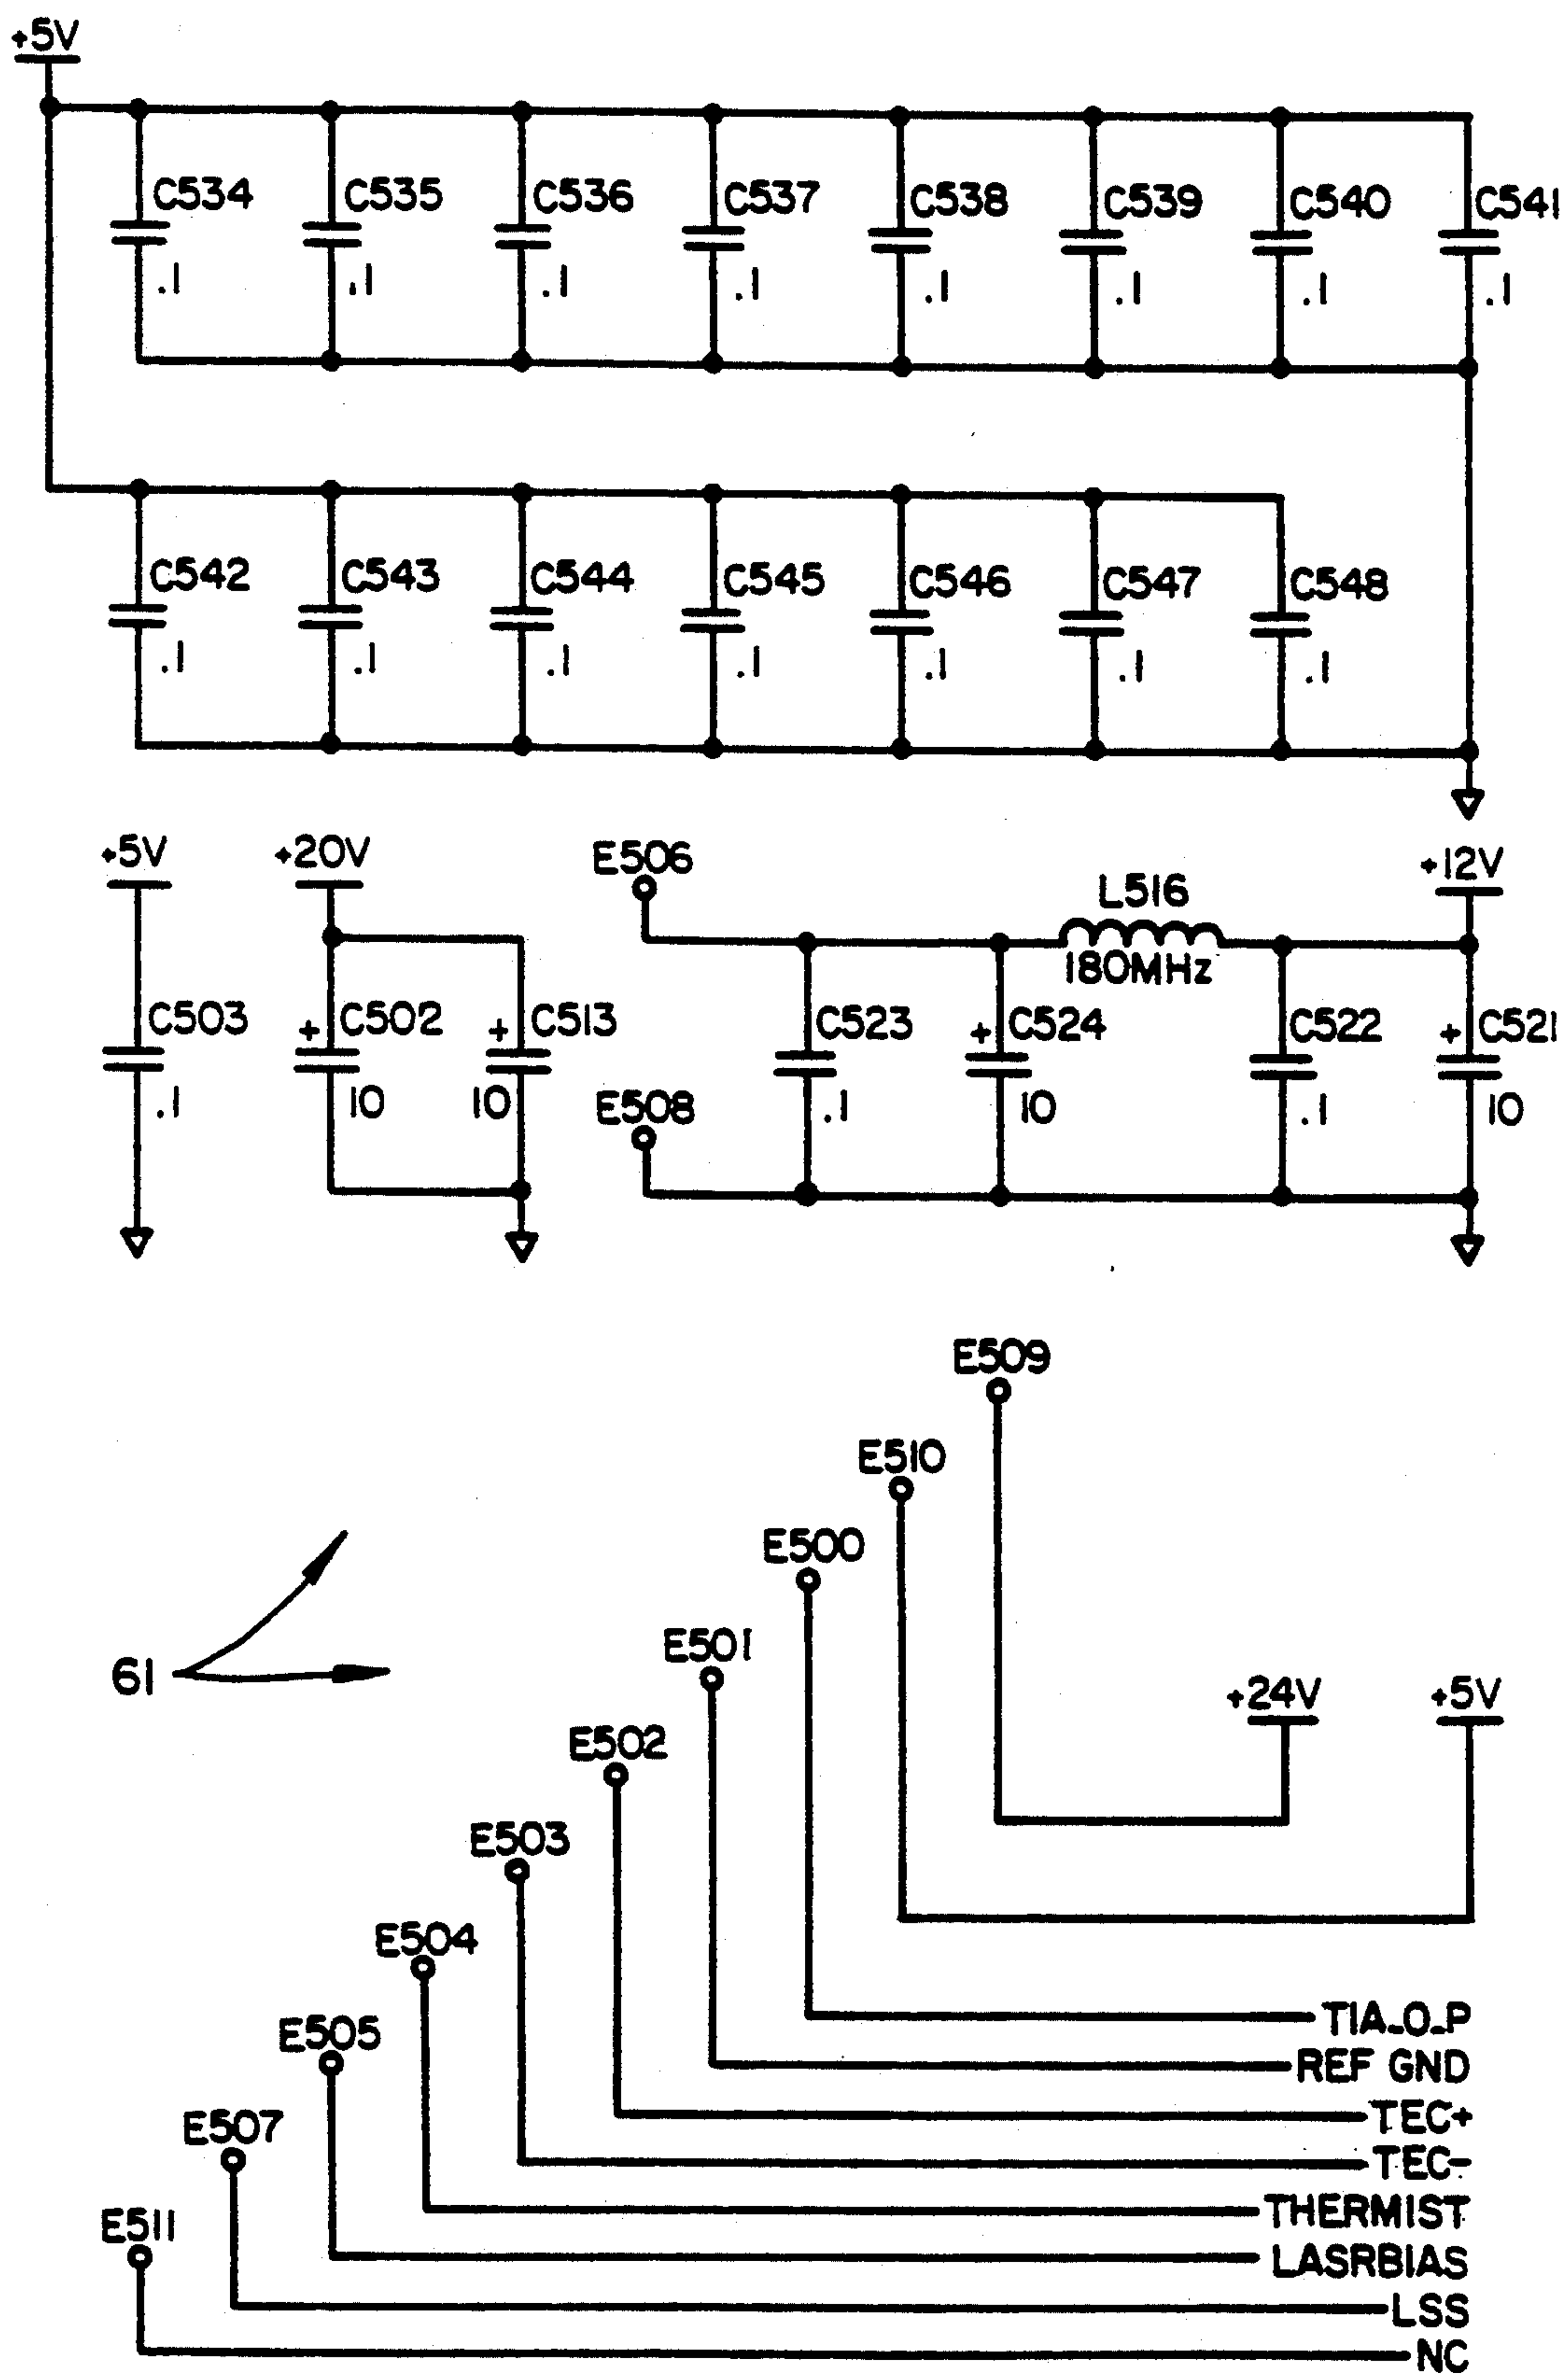 +5V
C534 C535 C536 C537 C538 C539 C540 C541
.1 .1 .1 .1 .1 .1 .1 .1
C542 C543 C544 C545 C546 C547 C548
.1 .1 .1 .1 .1 .1 .1
+5V +20V E506 L516 +12V
180MHz
C503 + C502 + C513 C523 + C524 C522 + C521
.1 10 10 E508 .1 10 .1 10
E509
E510
E500
E501
61 +24V +5V
E502
E503
E504
TIA_O_P
E505
REF GND
TEC+
E507
TEC-
THERMIST
E511
LASRBIAS
LSS
NC